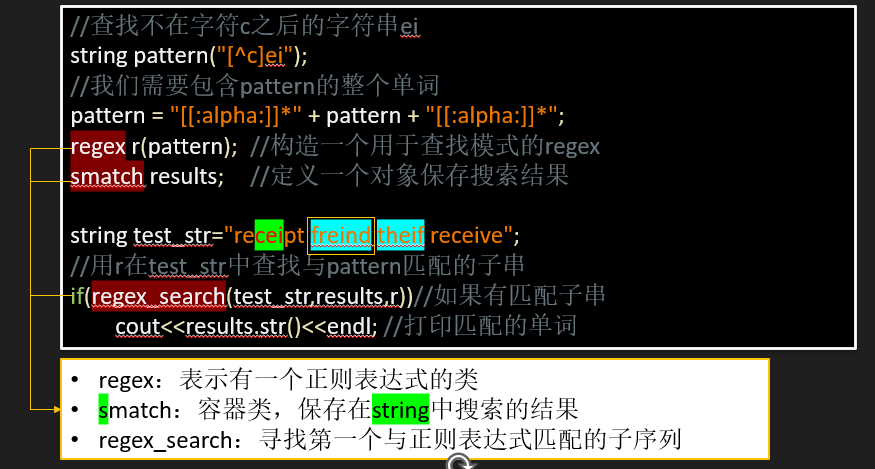 //查找不在字符c之后的字符串ei
string pattern("[^c]ei");
//我们需要包含pattern的整个单词
pattern = "[[:alpha:]]*" + pattern + "[[:alpha:]]*";
regex r(pattern); //构造一个用于查找模式的regex
smatch results; //定义一个对象保存搜索结果
string test_str="receipt freind theif receive";
//用r在test_str中查找与pattern匹配的子串
if(regex_search(test_str,results,r))//如果有匹配子串
cout<<results.str()<<endl; //打印匹配的单词
• regex：表示有一个正则表达式的类
• smatch：容器类，保存在string中搜索的结果
• regex_search：寻找第一个与正则表达式匹配的子序列